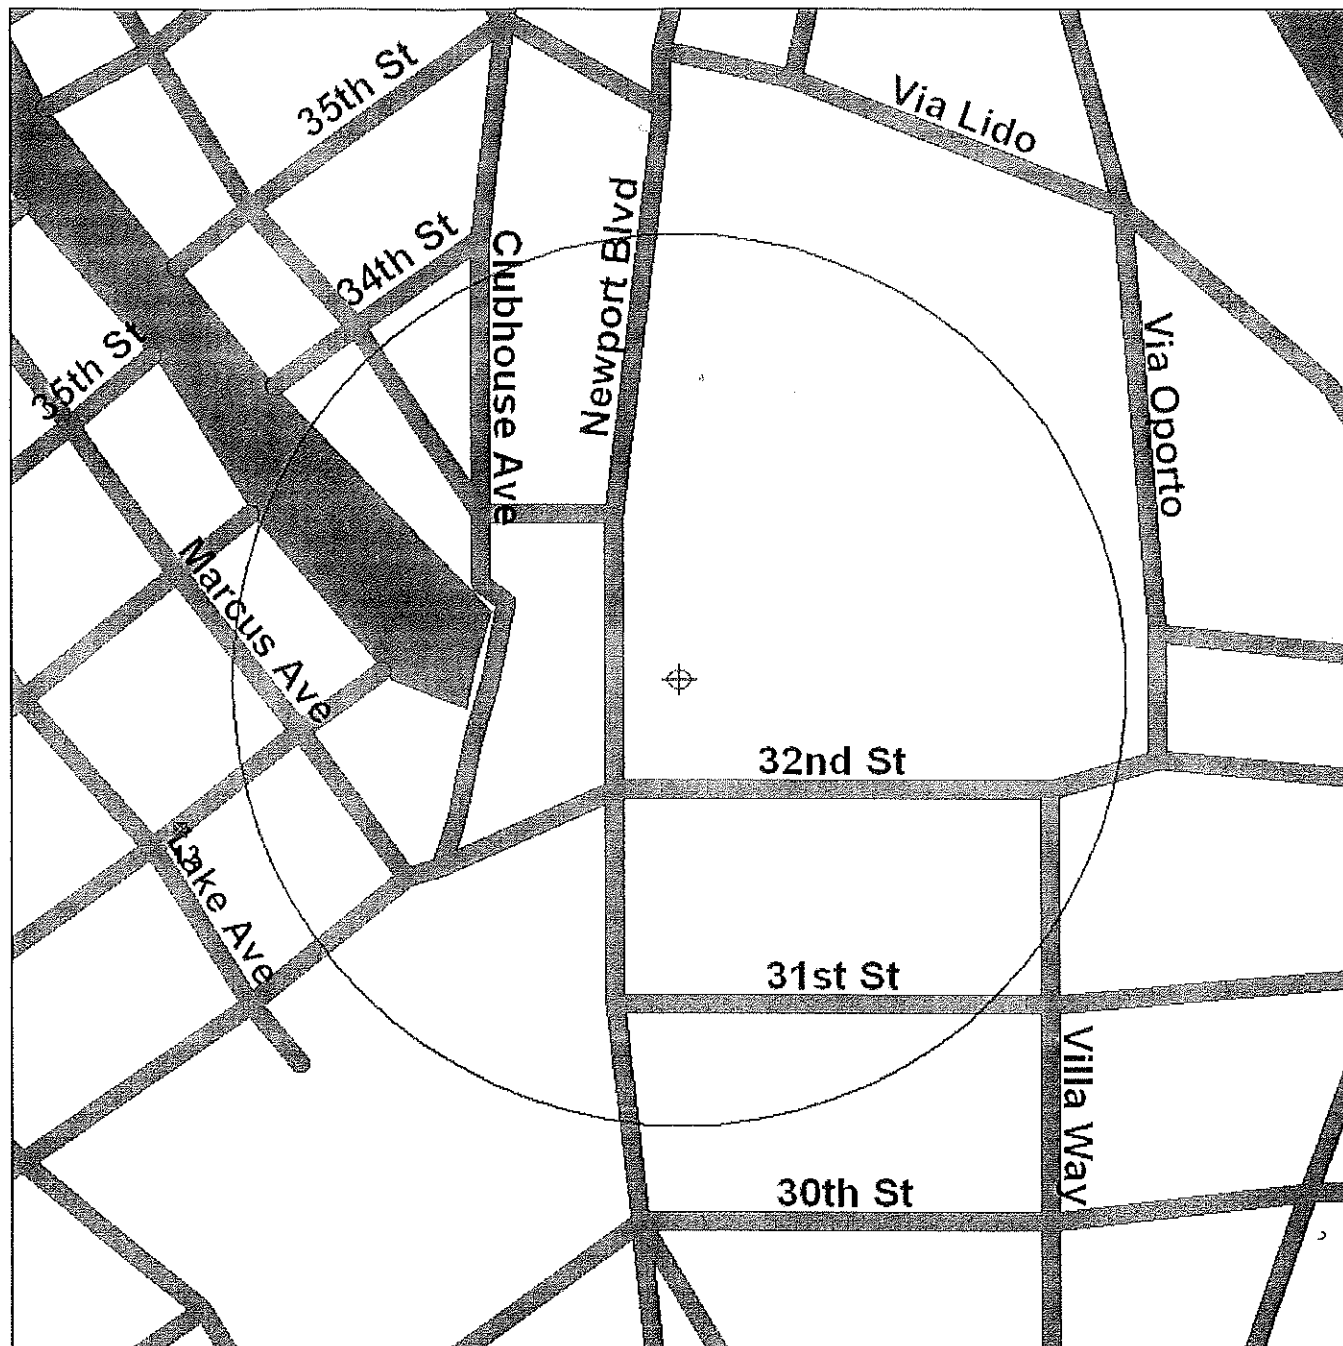 35th St
Via Lido
34th St
Clubhouse Ave
Newport Blvd
35th St
Via Oporto
Marcus Ave
32nd St
Lake Ave
31st St
Villa Way
30th St